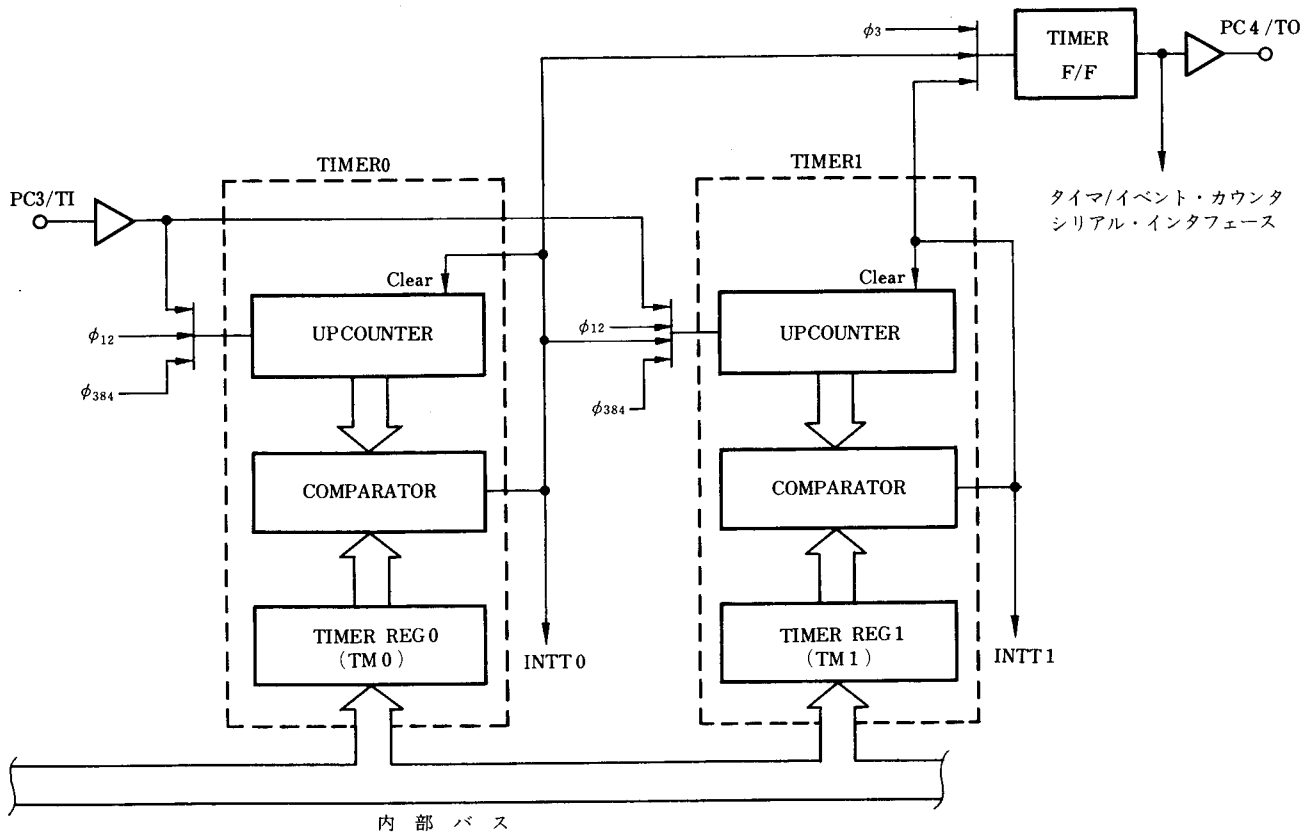 φ3
TIMER
F/F
PC4/TO
TIMER0
TIMER1
タイマ/イベント・カウンタ
シリアル・インタフェース
PC3/TI
Clear
Clear
φ12
UPCOUNTER
φ12
UPCOUNTER
φ384
φ384
COMPARATOR
COMPARATOR
TIMER REG0
(TM0)
INTT0
TIMER REG1
(TM1)
INTT1
内部バス